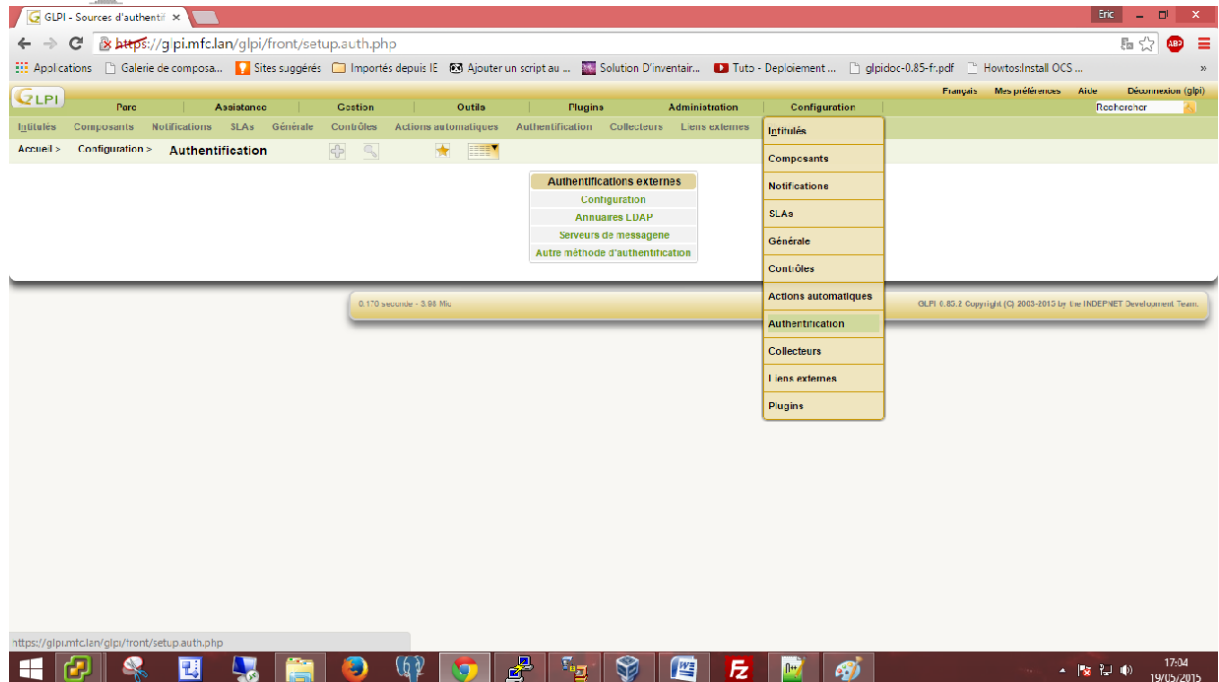 GLPI - Sources d'authentif
Eric
https://glpi.mfc.lan/glpi/front/setup.auth.php
ABP
Applications Galerie de composa... Sites suggérés Importés depuis IE Ajouter un script au ... Solution D'inventair... Tuto - Deploiement ... glpidoc-0.85-fr.pdf Howtos:Install OCS ... »
GLPI
Français Mes préférences Aide Déconnexion (glpi)
Parc Assistance Gestion Outils Plugins Administration Configuration
Rechercher
Intitulés Composants Notifications SLAs Générale Contrôles Actions automatiques Authentification Collecteurs Liens externes
Accueil > Configuration > Authentification
Authentifications externes
Configuration
Annuaires LDAP
Serveurs de messagerie
Autre méthode d'authentification
Intitulés
Composants
Notifications
SLAs
Générale
Contrôles
Actions automatiques
Authentification
Collecteurs
Liens externes
Plugins
0.170 seconde - 3.98 Mio
GLPI 0.85.2 Copyright (C) 2003-2015 by the INDEPNET Development Team.
https://glpi.mfc.lan/glpi/front/setup.auth.php
17:04
19/05/2015